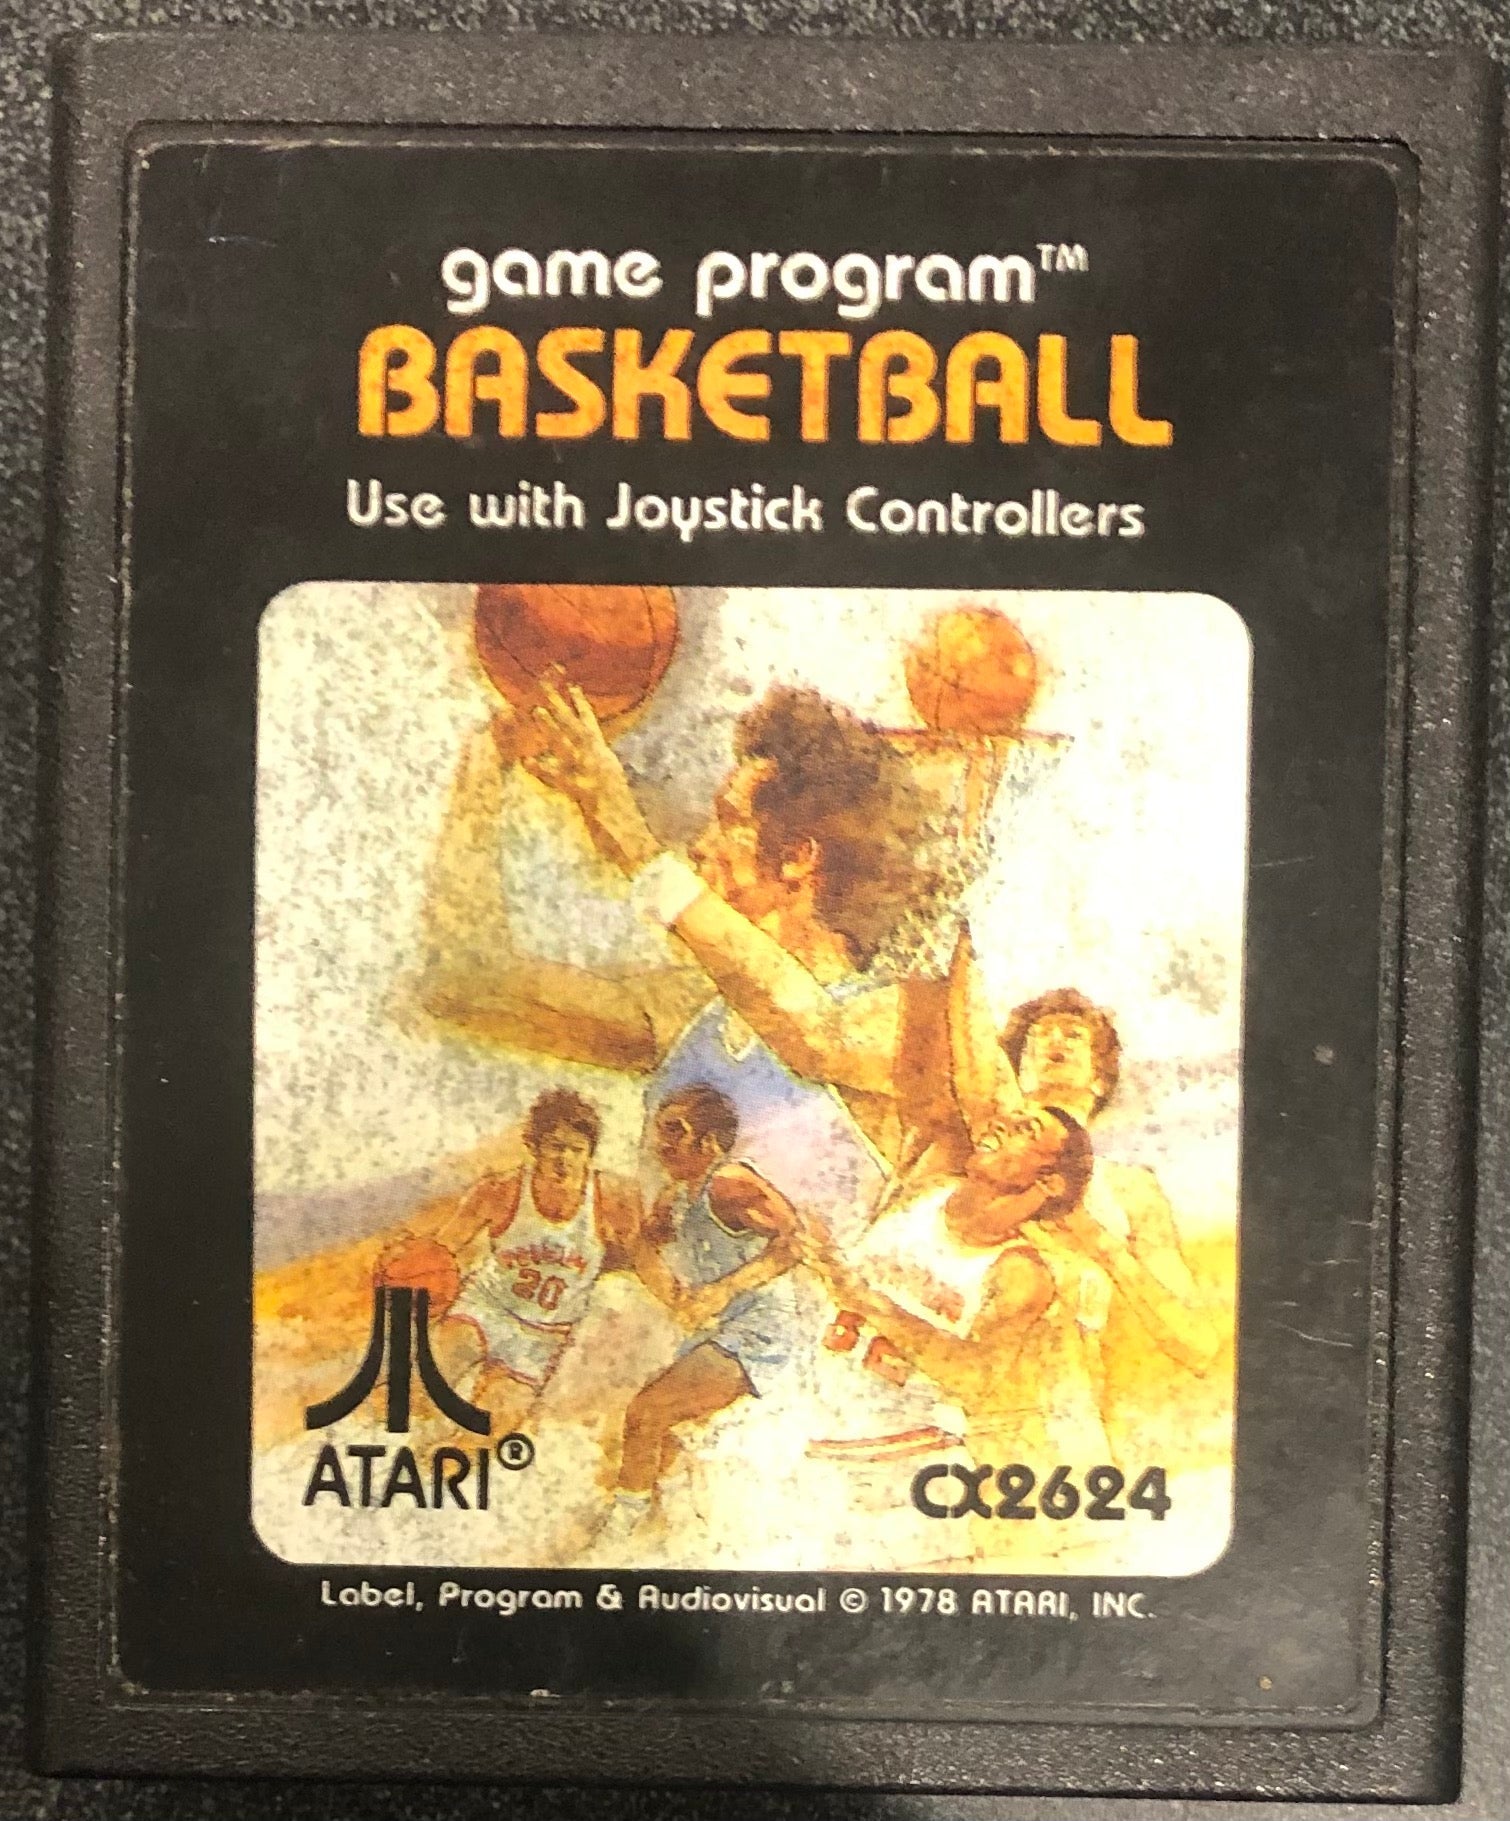 game program™
BASKETBALL
Use with Joystick Controllers
20
ATARI®
CX2624
Label, Program & Audiovisual © 1978 ATARI, INC.